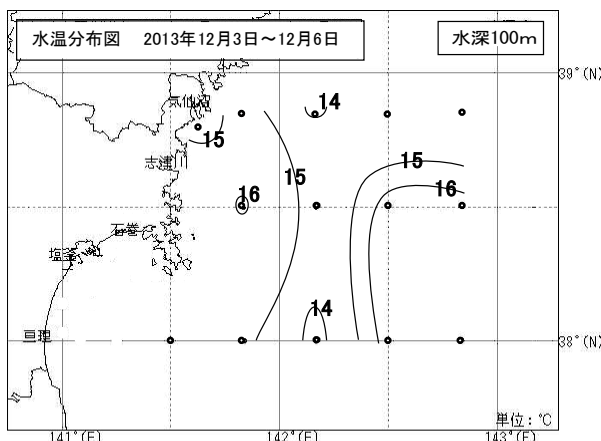 水温分布図 2013年12月3日～12月6日
水深100m
39°(N)
気仙沼
14
15
志津川
15
15
16
16
石巻
塩釜
14
亘理
38°(N)
単位：℃
141°(E)
142°(E)
143°(E)